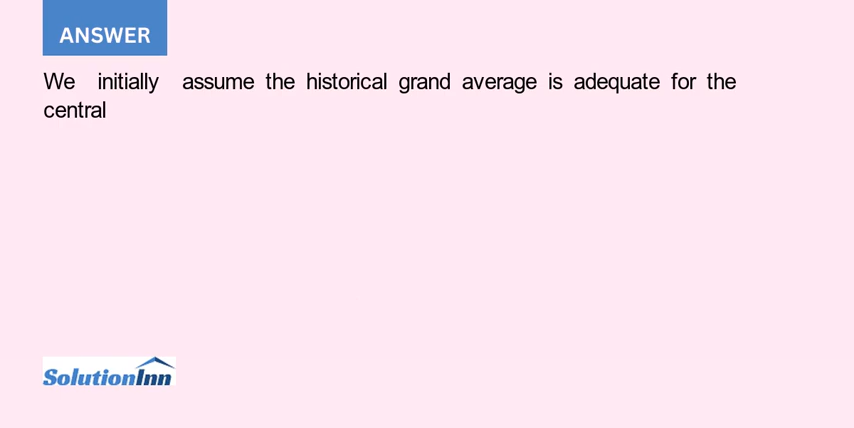 ANSWER
We initially assume the historical grand average is adequate for the
central
SolutionInn